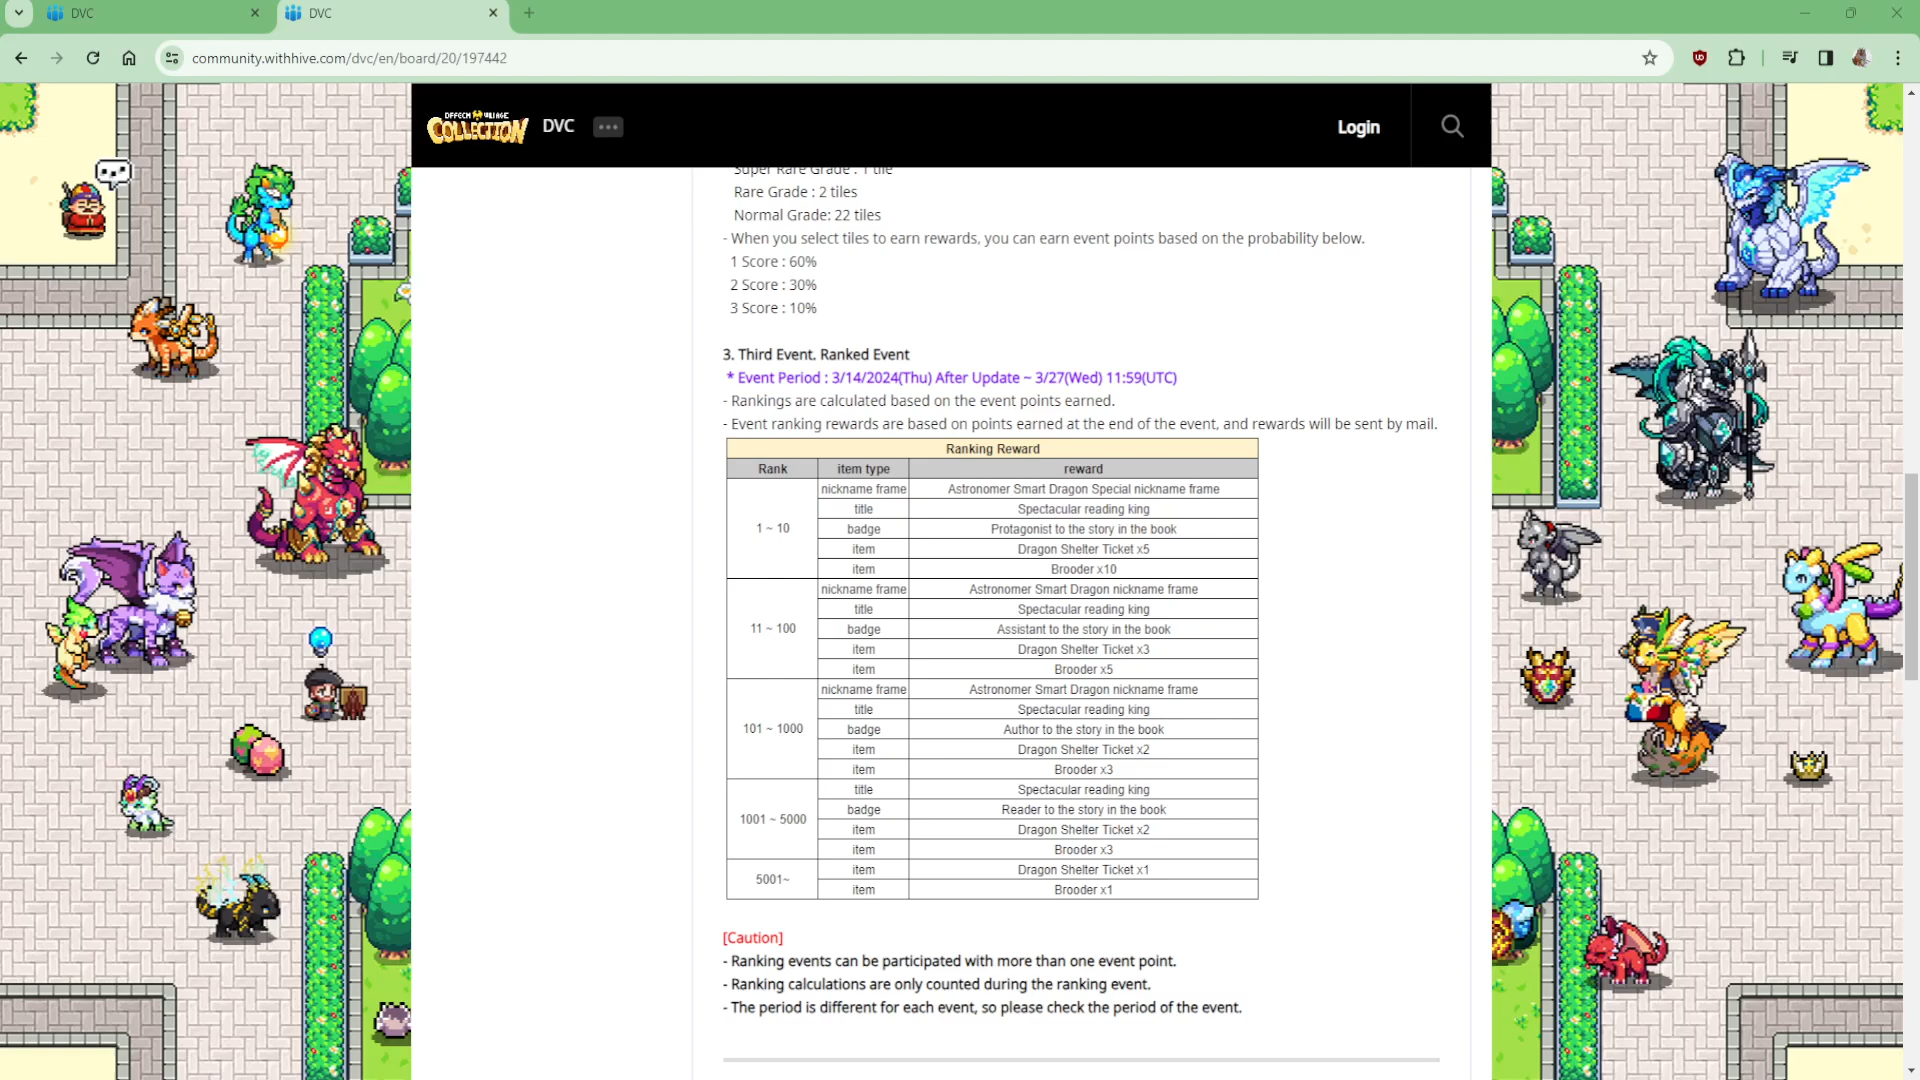 DVC
DVC
community.withhive.com/dvc/en/board/20/197442
COLLECTION
DVC
Login
Super Rare Grade : 1 tile
Rare Grade : 2 tiles
Normal Grade: 22 tiles
- When you select tiles to earn rewards, you can earn event points based on the probability below.
1 Score : 60%
2 Score : 30%
3 Score : 10%
3. Third Event. Ranked Event
* Event Period : 3/14/2024(Thu) After Update ~ 3/27(Wed) 11:59(UTC)
- Rankings are calculated based on the event points earned.
- Event ranking rewards are based on points earned at the end of the event, and rewards will be sent by mail.
Ranking Reward
Rank item type reward
1 ~ 10
nickname frame Astronomer Smart Dragon Special nickname frame
title Spectacular reading king
badge Protagonist to the story in the book
item Dragon Shelter Ticket x5
item Brooder x10
11 ~ 100
nickname frame Astronomer Smart Dragon nickname frame
title Spectacular reading king
badge Assistant to the story in the book
item Dragon Shelter Ticket x3
item Brooder x5
101 ~ 1000
nickname frame Astronomer Smart Dragon nickname frame
title Spectacular reading king
badge Author to the story in the book
item Dragon Shelter Ticket x2
item Brooder x3
1001 ~ 5000
title Spectacular reading king
badge Reader to the story in the book
item Dragon Shelter Ticket x2
item Brooder x3
5001~
item Dragon Shelter Ticket x1
item Brooder x1
[Caution]
- Ranking events can be participated with more than one event point.
- Ranking calculations are only counted during the ranking event.
- The period is different for each event, so please check the period of the event.